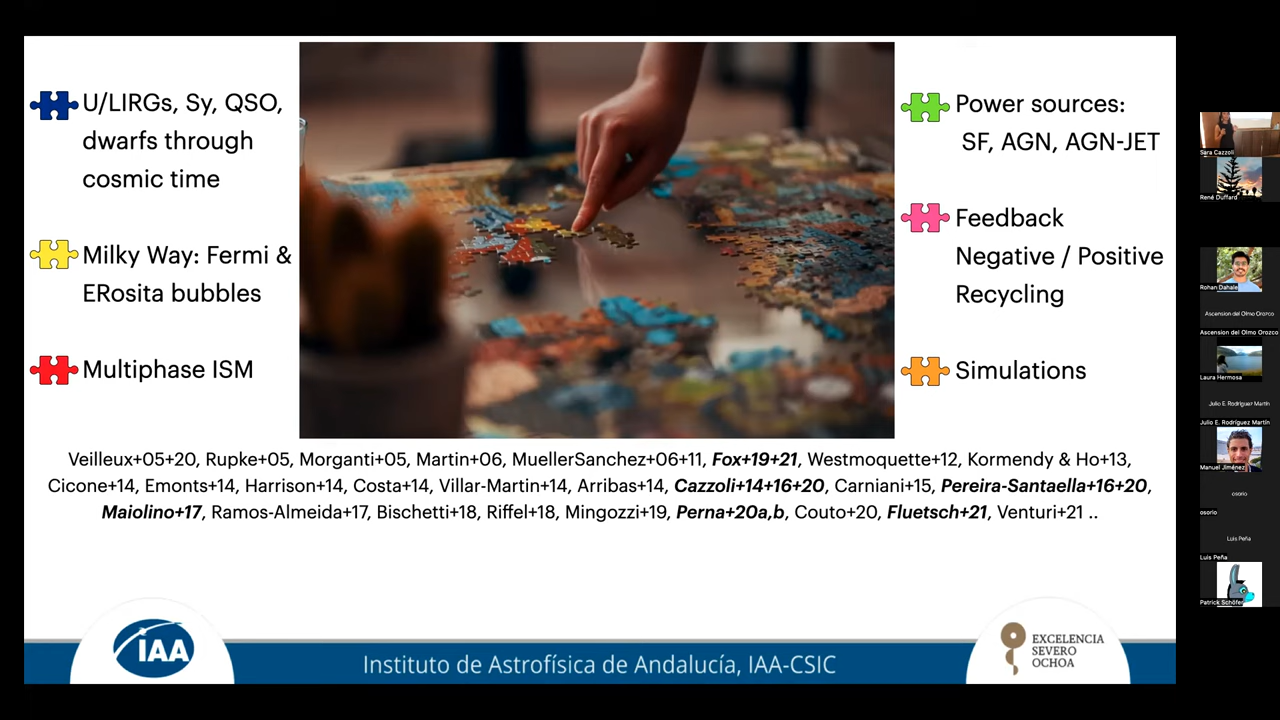 U/LIRGs, Sy, QSO,
dwarfs through
cosmic time
Milky Way: Fermi &
ERosita bubbles
Multiphase ISM
Power sources:
SF, AGN, AGN-JET
Feedback
Negative / Positive
Recycling
Simulations
Veilleux+05+20, Rupke+05, Morganti+05, Martin+06, MuellerSanchez+06+11, Fox+19+21, Westmoquette+12, Kormendy & Ho+13,
Cicone+14, Emonts+14, Harrison+14, Costa+14, Villar-Martin+14, Arribas+14, Cazzoli+14+16+20, Carniani+15, Pereira-Santaella+16+20,
Maiolino+17, Ramos-Almeida+17, Bischetti+18, Riffel+18, Mingozzi+19, Perna+20a,b, Couto+20, Fluetsch+21, Venturi+21 ..
IAA
Instituto de Astrofísica de Andalucía, IAA-CSIC
EXCELENCIA
SEVERO
OCHOA
Sara Cazzoli
René Duffard
Rohan Dahale
Ascension del Olmo Orozco
Ascension del Olmo Orozco
Laura Hermosa
Julio E. Rodríguez Martín
Julio E. Rodríguez Martín
Manuel Jiménez
osorio
osorio
Luis Peña
Luis Peña
Patrick Schöfer